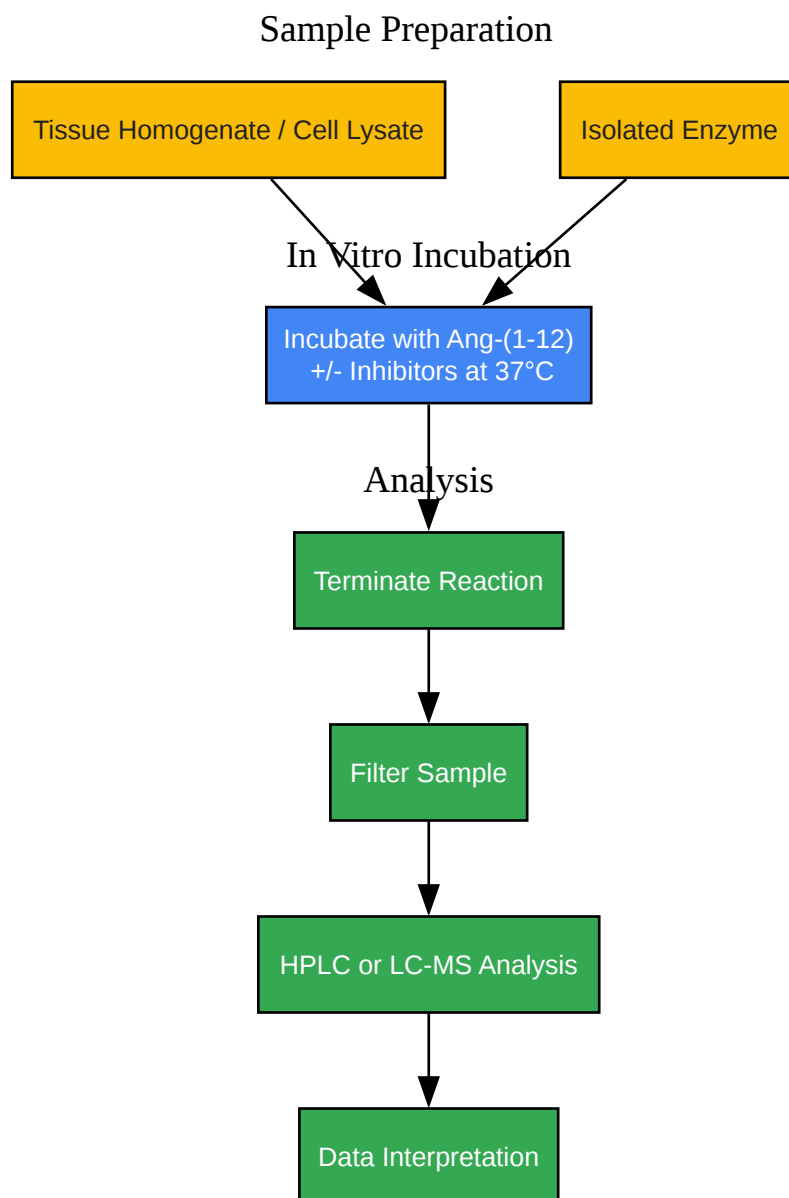 Sample Preparation
Tissue Homogenate / Cell Lysate
Isolated Enzyme
In Vitro Incubation
Incubate with Ang-(1-12)
+/- Inhibitors at 37°C
Analysis
Terminate Reaction
Filter Sample
HPLC or LC-MS Analysis
Data Interpretation